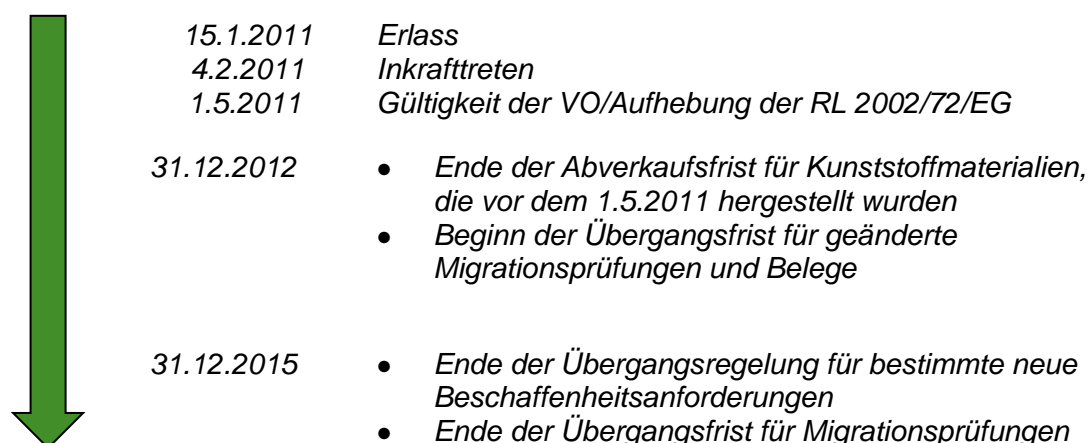 15.1.2011 Erlass
4.2.2011 Inkrafttreten
1.5.2011 Gültigkeit der VO/Aufhebung der RL 2002/72/EG
31.12.2012 • Ende der Abverkaufsfrist für Kunststoffmaterialien,
die vor dem 1.5.2011 hergestellt wurden
• Beginn der Übergangsfrist für geänderte
Migrationsprüfungen und Belege
31.12.2015 • Ende der Übergangsregelung für bestimmte neue
Beschaffenheitsanforderungen
• Ende der Übergangsfrist für Migrationsprüfungen